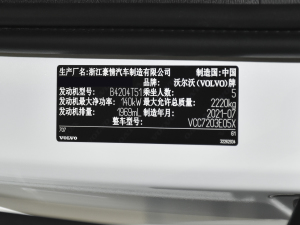 生产厂名:浙江豪情汽车制造有限公司 制造国:中国
品牌:沃尔沃(VOLVO)牌
发动机型号:B4204T51 乘坐人数: 5
发动机最大净功率: 140kW 最大允许总质量: 2220kg
发动机排量: 1969mL 制造年月: 2021-07
整车型号: VCC7203E05X
707 61
VOLVO